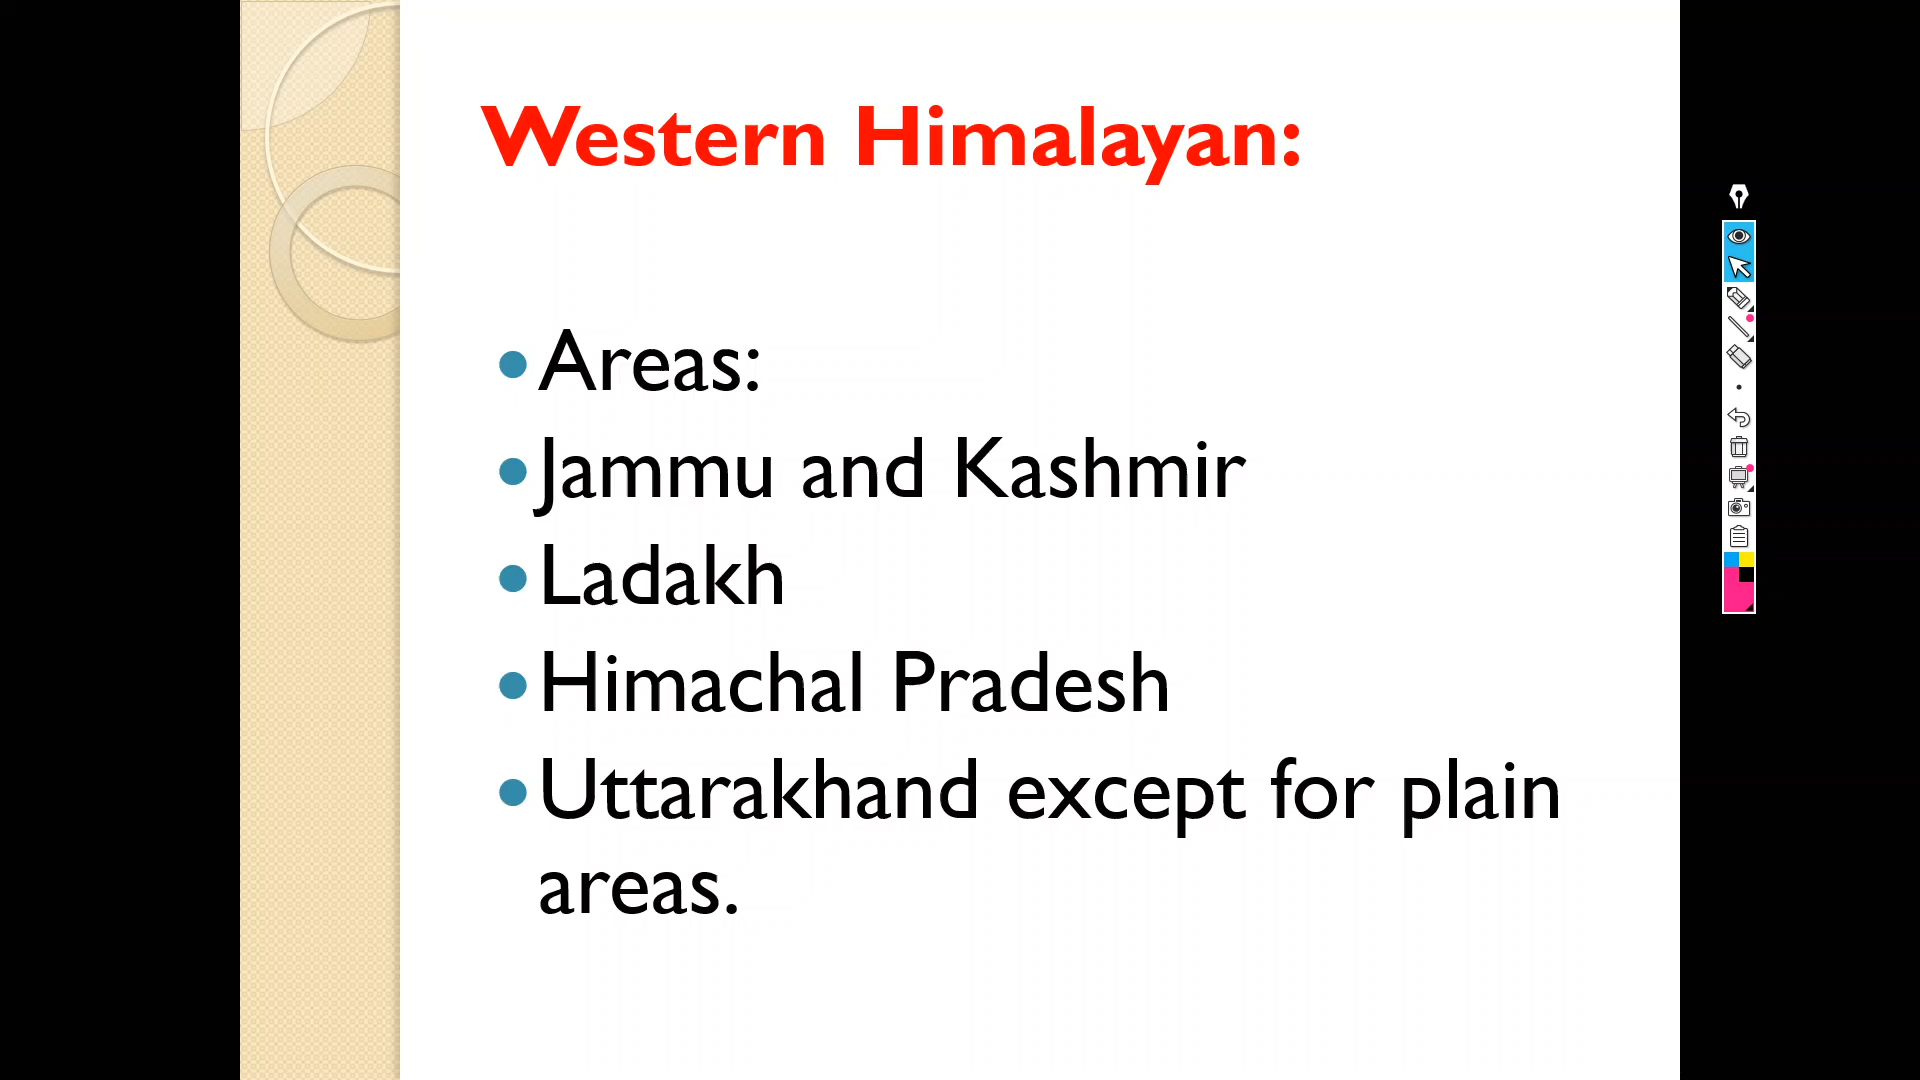 Western Himalayan:
• Areas:
• Jammu and Kashmir
• Ladakh
• Himachal Pradesh
• Uttarakhand except for plain
areas.